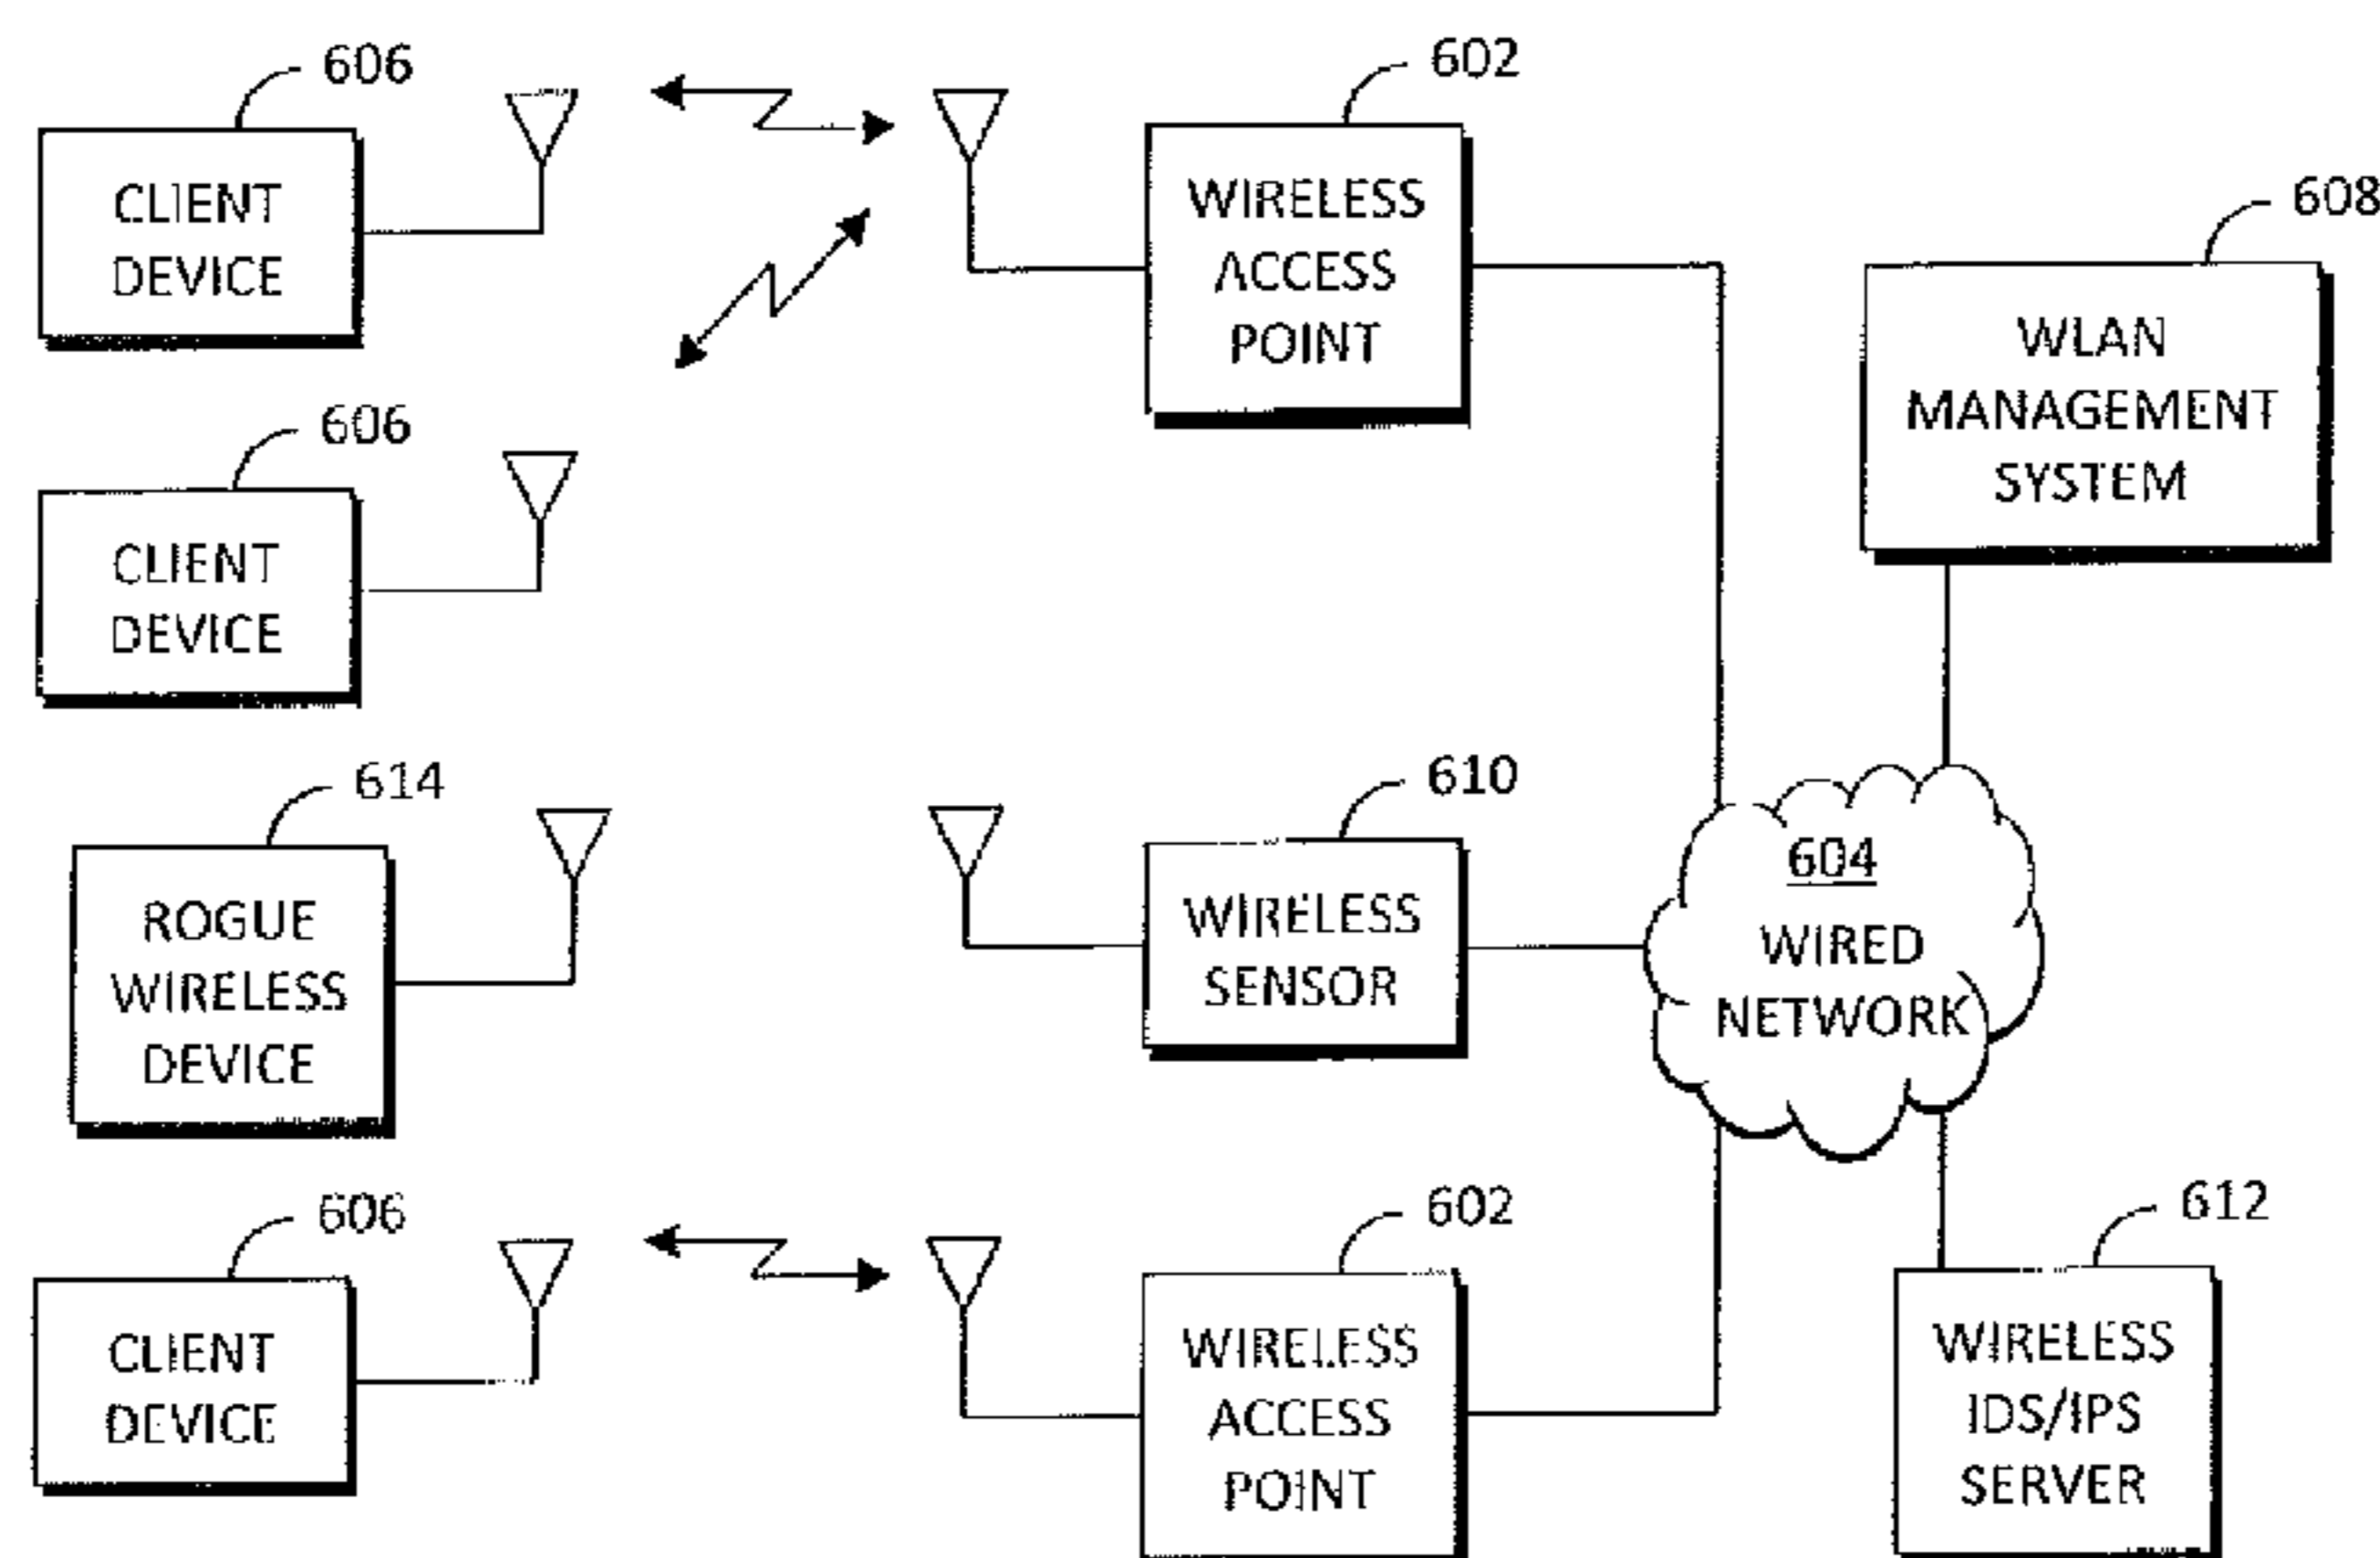 606
CLIENT
DEVICE
602
WIRELESS
ACCESS
POINT
608
WLAN
MANAGEMENT
SYSTEM
606
CLIENT
DEVICE
614
ROGUE
WIRELESS
DEVICE
610
WIRELESS
SENSOR
604
WIRED
NETWORK
606
CLIENT
DEVICE
602
WIRELESS
ACCESS
POINT
612
WIRELESS
IDS/IPS
SERVER